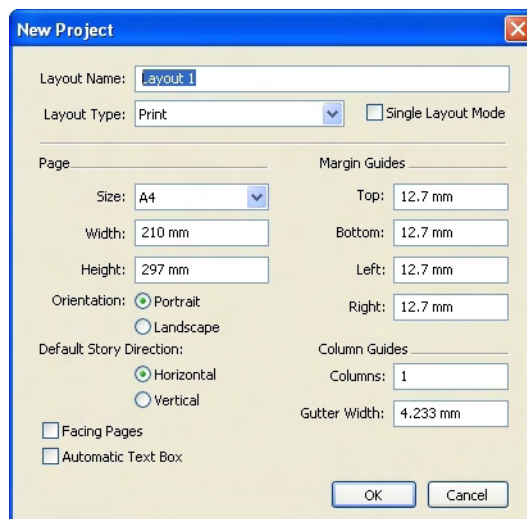 New Project
Layout Name: Layout 1
Layout Type: Print
Single Layout Mode
Page
Size: A4
Width: 210 mm
Height: 297 mm
Orientation: Portrait
Landscape
Default Story Direction:
Horizontal
Vertical
Facing Pages
Automatic Text Box
Margin Guides
Top: 12.7 mm
Bottom: 12.7 mm
Left: 12.7 mm
Right: 12.7 mm
Column Guides
Columns: 1
Gutter Width: 4.233 mm
OK
Cancel